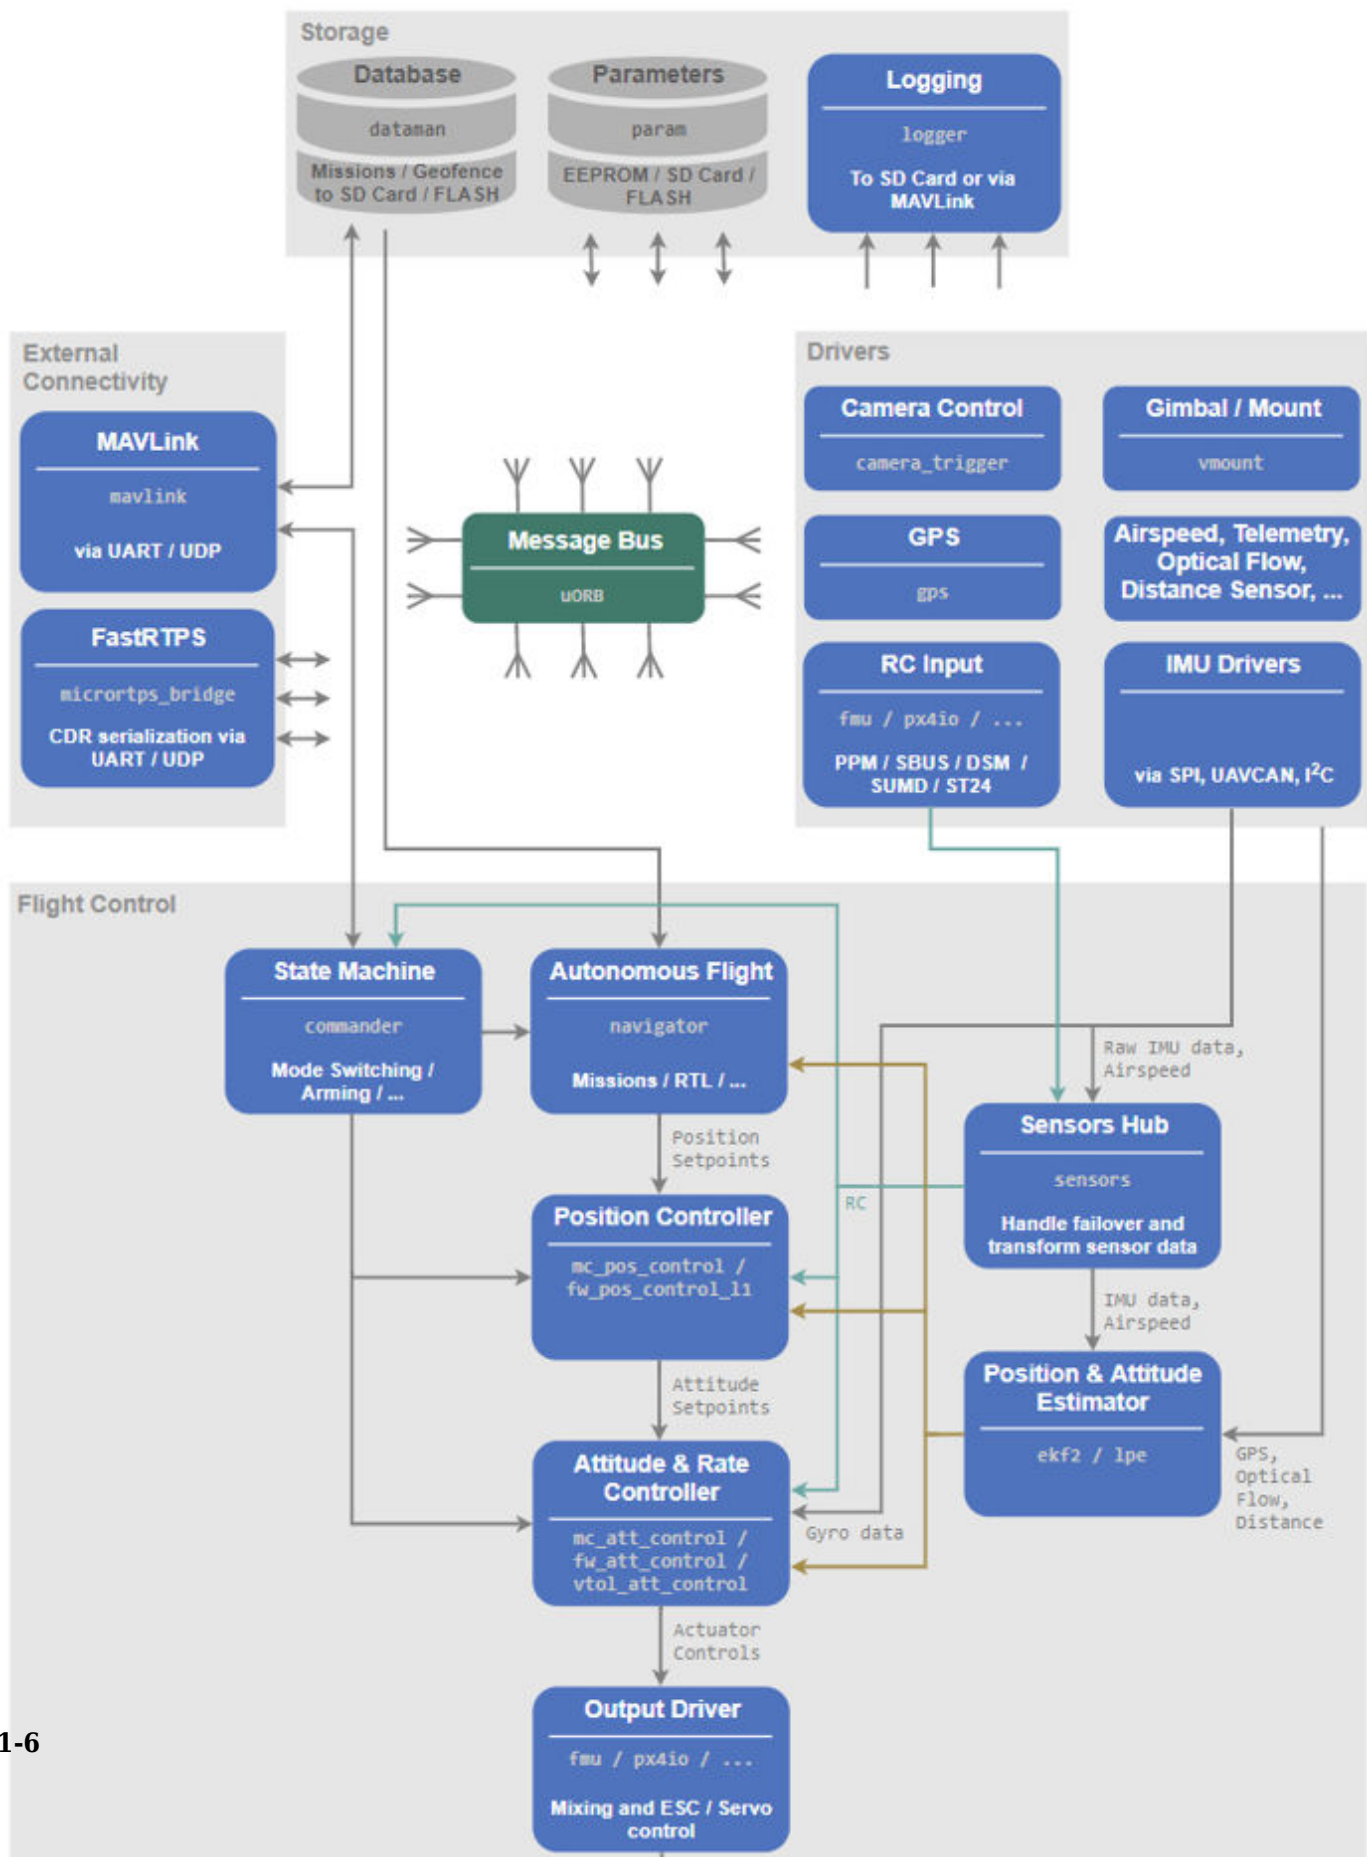 Storage
Database
dataman
Missions / Geofence
to SD Card / FLASH
Parameters
param
EEPROM / SD Card /
FLASH
Logging
logger
To SD Card or via
MAVLink
External
Connectivity
MAVLink
mavlink
via UART / UDP
FastRTPS
micrortps_bridge
CDR serialization via
UART / UDP
Message Bus
uORB
Drivers
Camera Control
camera_trigger
Gimbal / Mount
vmount
GPS
gps
Airspeed, Telemetry,
Optical Flow,
Distance Sensor, ...
RC Input
fmu / px4io / ...
PPM / SBUS / DSM /
SUMD / ST24
IMU Drivers
via SPI, UAVCAN, I²C
Flight Control
State Machine
commander
Mode Switching /
Arming / ...
Autonomous Flight
navigator
Missions / RTL / ...
Raw IMU data,
Airspeed
Sensors Hub
sensors
Handle failover and
transform sensor data
Position
Setpoints
RC
Position Controller
mc_pos_control /
fw_pos_control_l1
IMU data,
Airspeed
Position & Attitude
Estimator
ekf2 / lpe
GPS,
Optical
Flow,
Distance
Attitude
Setpoints
Attitude & Rate
Controller
mc_att_control /
fw_att_control /
vtol_att_control
Gyro data
Actuator
Controls
Output Driver
fmu / px4io / ...
Mixing and ESC / Servo
control
1-6